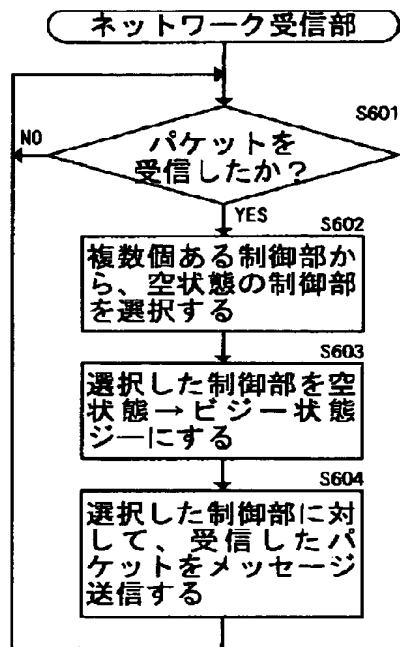 ネットワーク受信部
S601
パケットを
受信したか？
NO
YES
S602
複数個ある制御部か
ら、空状態の制御部
を選択する
S603
選択した制御部を空
状態→ビジー状態
ジーにする
S604
選択した制御部に対
して、受信したパ
ケットをメッセージ
送信する